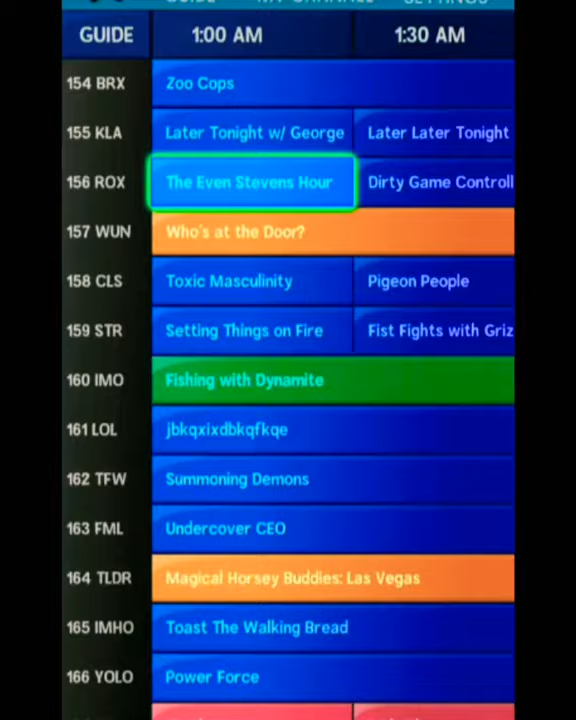 GUIDE 1:00 AM 1:30 AM
154 BRX Zoo Cops
155 KLA Later Tonight w/ George Later Later Tonight
156 ROX The Even Stevens Hour Dirty Game Controll
157 WUN Who's at the Door?
158 CLS Toxic Masculinity Pigeon People
159 STR Setting Things on Fire Fist Fights with Griz
160 IMO Fishing with Dynamite
161 LOL jbkqxixdbkqfkqe
162 TFW Summoning Demons
163 FML Undercover CEO
164 TLDR Magical Horsey Buddies: Las Vegas
165 IMHO Toast The Walking Bread
166 YOLO Power Force